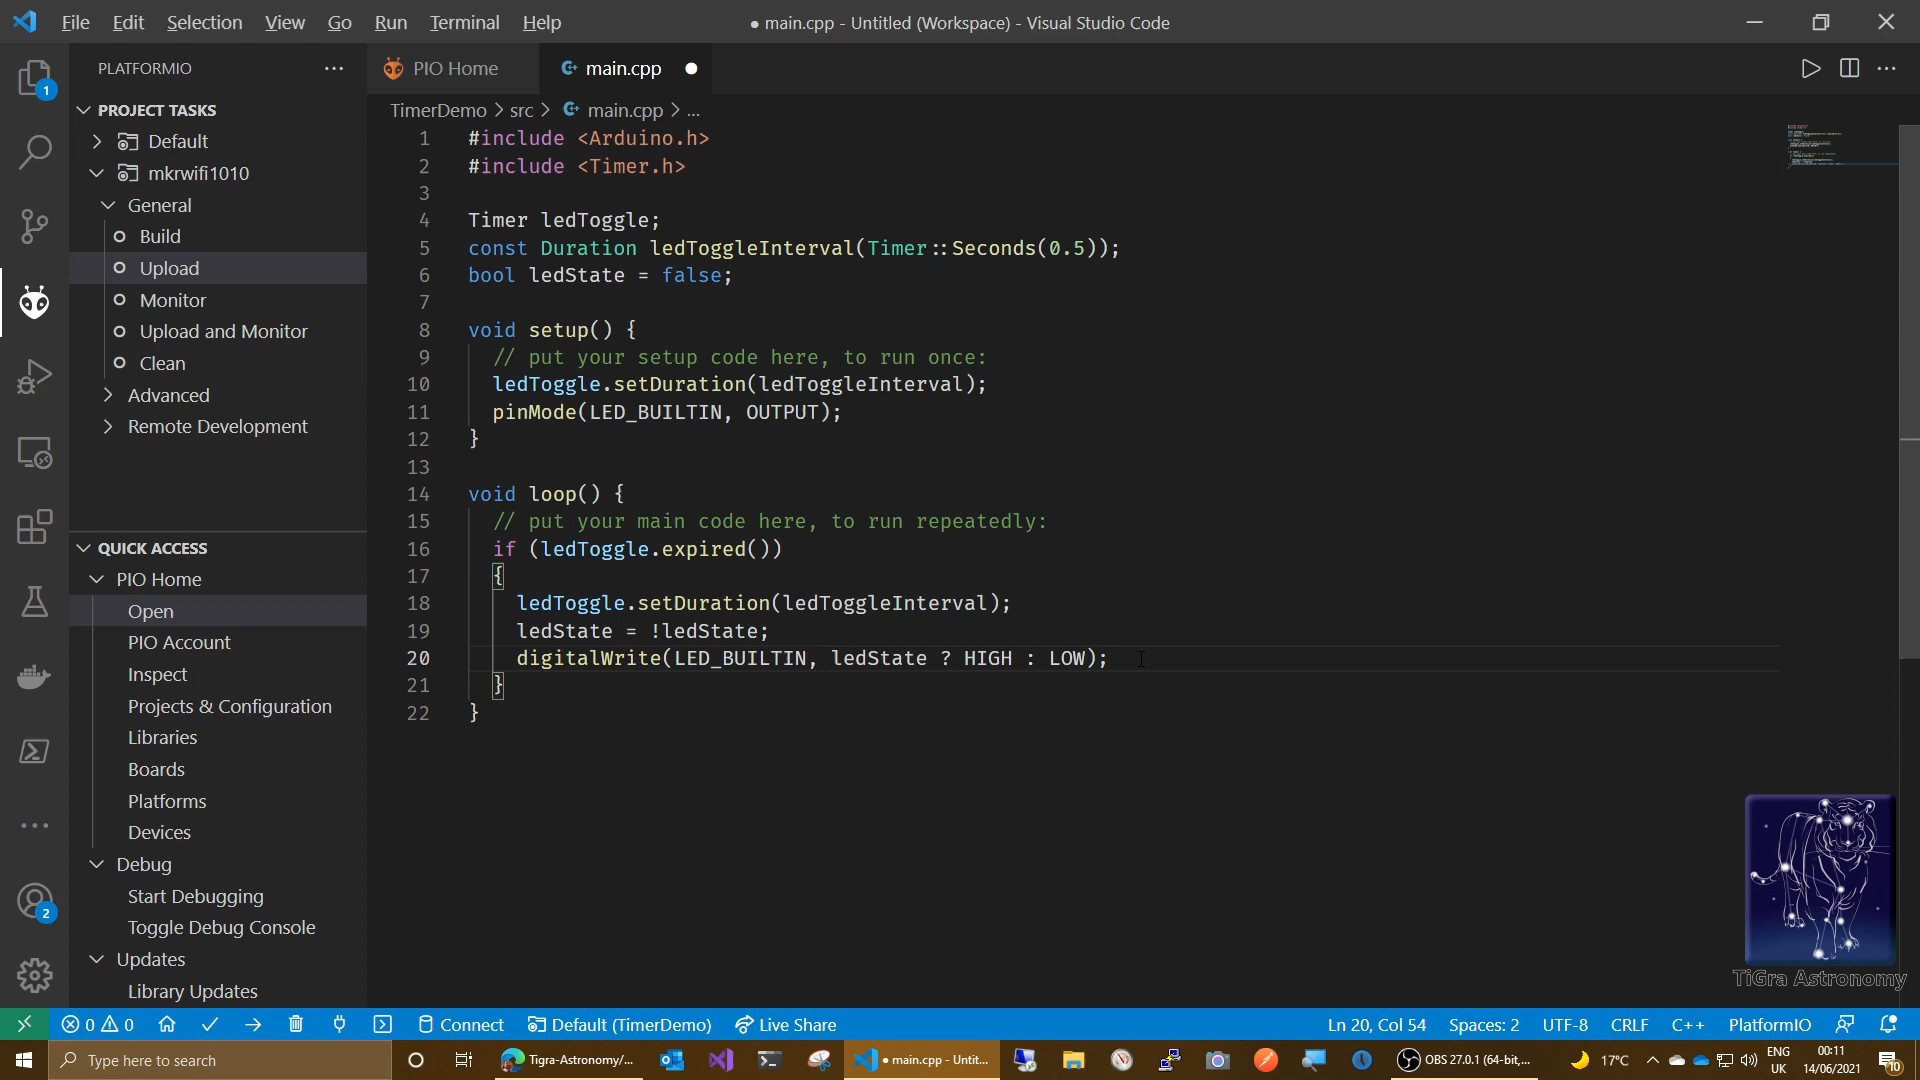 File Edit Selection View Go Run Terminal Help
● main.cpp - Untitled (Workspace) - Visual Studio Code
PLATFORMIO
PIO Home
main.cpp
1
PROJECT TASKS
Default
mkrwifi1010
General
Build
Upload
Monitor
Upload and Monitor
Clean
Advanced
Remote Development
QUICK ACCESS
PIO Home
Open
PIO Account
Inspect
Projects & Configuration
Libraries
Boards
Platforms
Devices
Debug
Start Debugging
Toggle Debug Console
Updates
Library Updates
2
TimerDemo > src > main.cpp > ...
1 #include <Arduino.h>
2 #include <Timer.h>
3
4 Timer ledToggle;
5 const Duration ledToggleInterval(Timer::Seconds(0.5));
6 bool ledState = false;
7
8 void setup() {
9 // put your setup code here, to run once:
10 ledToggle.setDuration(ledToggleInterval);
11 pinMode(LED_BUILTIN, OUTPUT);
12 }
13
14 void loop() {
15 // put your main code here, to run repeatedly:
16 if (ledToggle.expired())
17 {
18 ledToggle.setDuration(ledToggleInterval);
19 ledState = !ledState;
20 digitalWrite(LED_BUILTIN, ledState ? HIGH : LOW);
21 }
22 }
TiGra Astronomy
0 0 Connect Default (TimerDemo) Live Share Ln 20, Col 54 Spaces: 2 UTF-8 CRLF C++ PlatformIO
Type here to search
Tigra-Astronomy/...
● main.cpp - Untit...
OBS 27.0.1 (64-bit,...
17°C
ENG
UK
00:11
14/06/2021
10